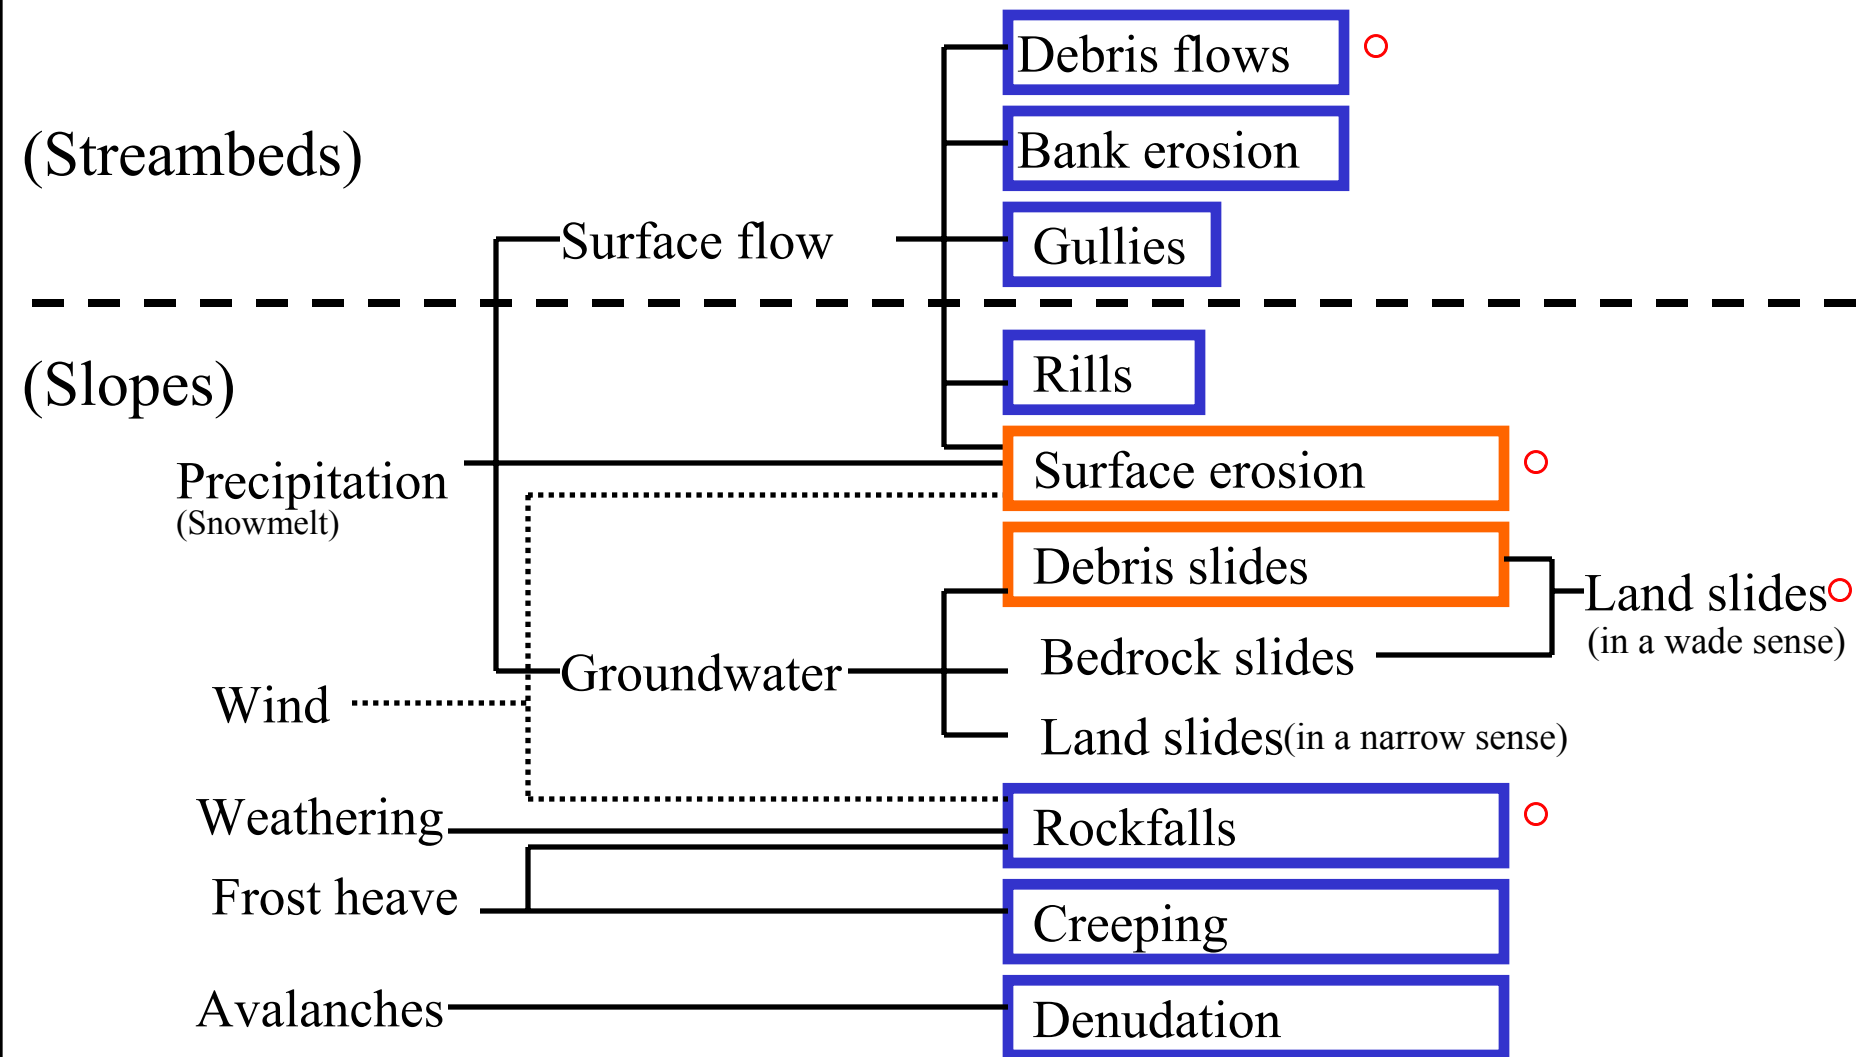 Debris flows
(Streambeds)
Bank erosion
Surface flow
Gullies
(Slopes)
Rills
Precipitation
(Snowmelt)
Surface erosion
Debris slides
Land slides
(in a wade sense)
Bedrock slides
Groundwater
Wind
Land slides(in a narrow sense)
Weathering
Rockfalls
Frost heave
Creeping
Avalanches
Denudation